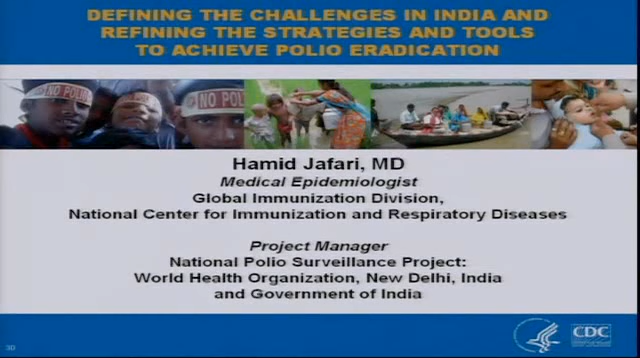 DEFINING THE CHALLENGES IN INDIA AND
REFINING THE STRATEGIES AND TOOLS
TO ACHIEVE POLIO ERADICATION
NO POLIO
NO POL
Hamid Jafari, MD
Medical Epidemiologist
Global Immunization Division,
National Center for Immunization and Respiratory Diseases
Project Manager
National Polio Surveillance Project:
World Health Organization, New Delhi, India
and Government of India
CDC
30